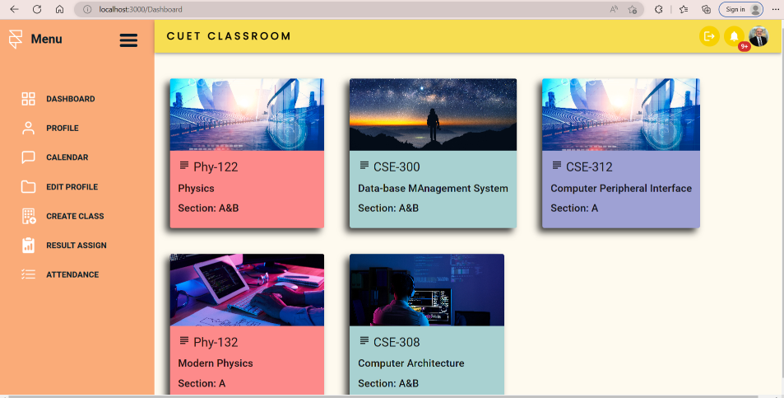 localhost:3000/Dashboard
Sign in
Menu
CUET CLASSROOM
9+
DASHBOARD
PROFILE
CALENDAR
EDIT PROFILE
CREATE CLASS
RESULT ASSIGN
ATTENDANCE
Phy-122
Physics
Section: A&B
CSE-300
Data-base MAnagement System
Section: A&B
CSE-312
Computer Peripheral Interface
Section: A
Phy-132
Modern Physics
Section: A
CSE-308
Computer Architecture
Section: A&B